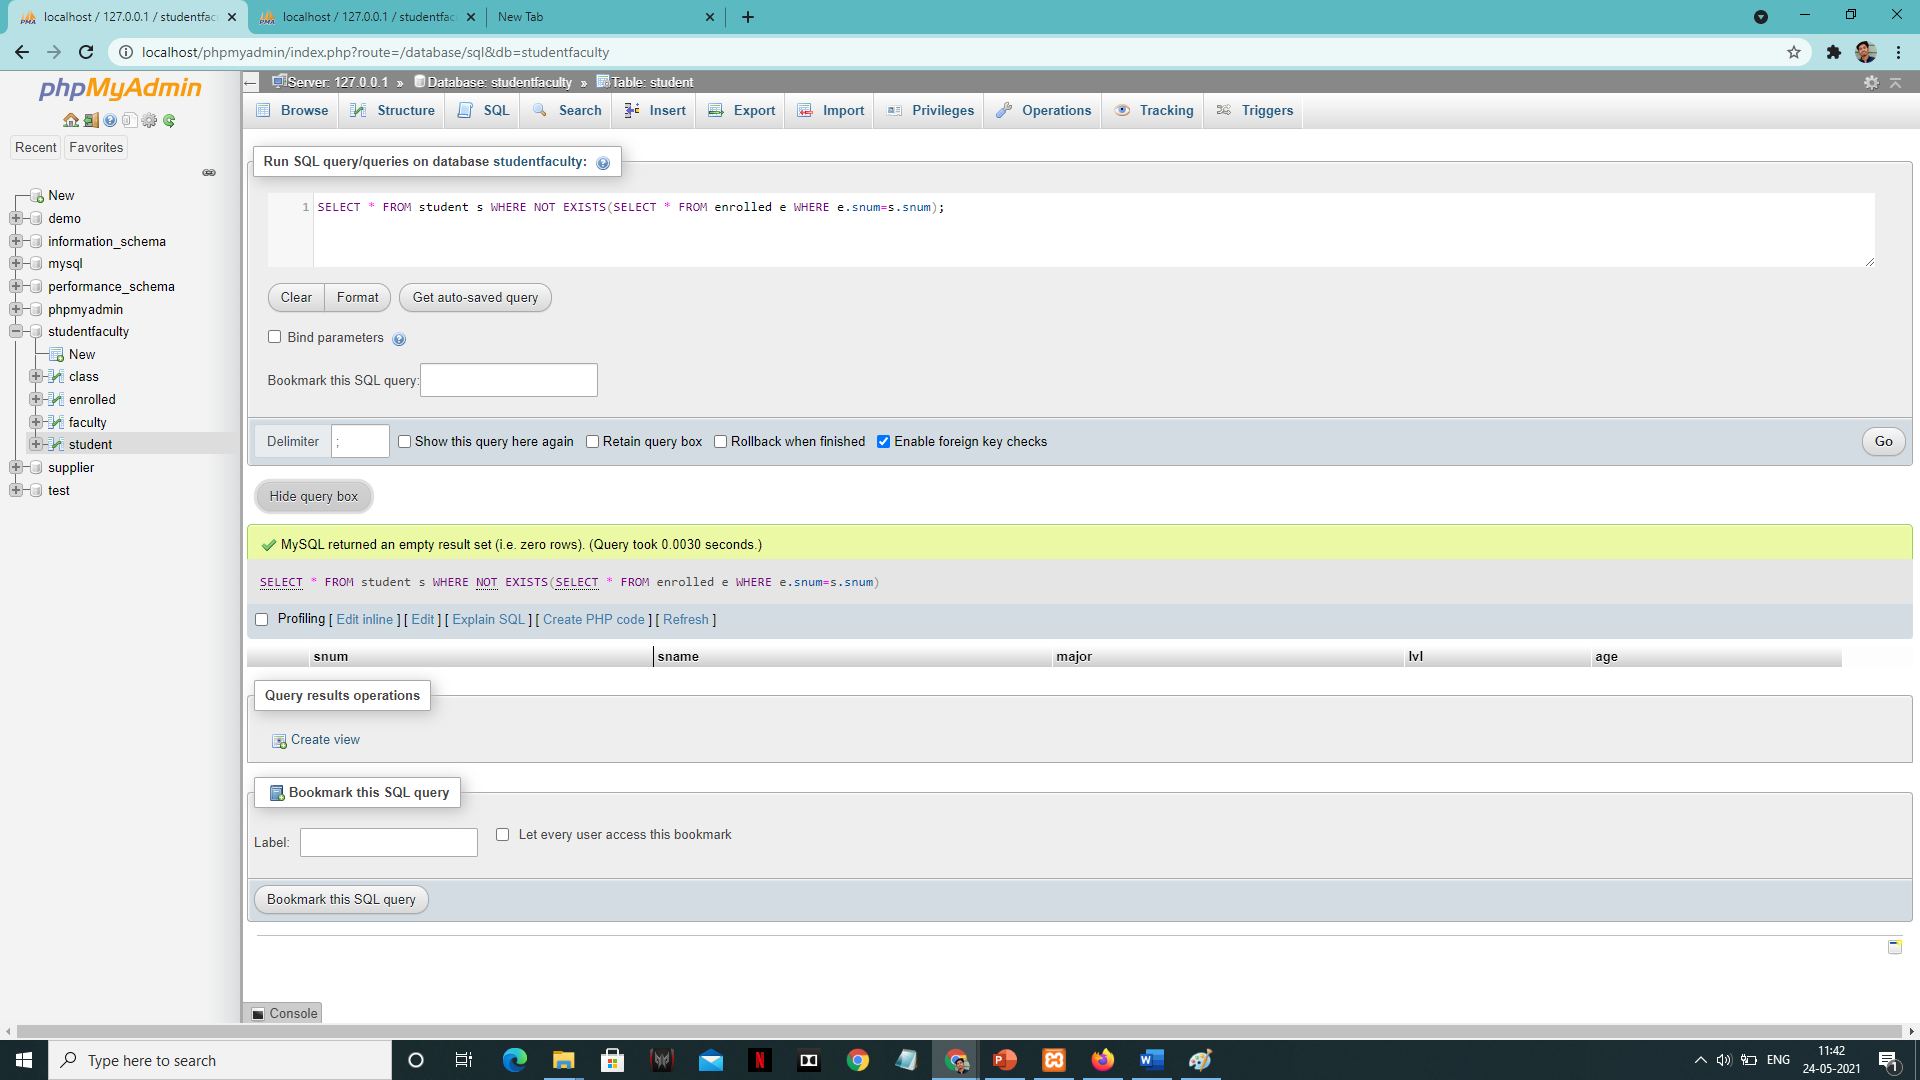 localhost / 127.0.0.1 / studentfac
localhost / 127.0.0.1 / studentfac
New Tab
localhost/phpmyadmin/index.php?route=/database/sql&db=studentfaculty
phpMyAdmin
Recent
Favorites
New
demo
information_schema
mysql
performance_schema
phpmyadmin
studentfaculty
New
class
enrolled
faculty
student
supplier
test
Server: 127.0.0.1 » Database: studentfaculty » Table: student
Browse Structure SQL Search Insert Export Import Privileges Operations Tracking Triggers
Run SQL query/queries on database studentfaculty:
1 SELECT * FROM student s WHERE NOT EXISTS(SELECT * FROM enrolled e WHERE e.snum=s.snum);
Clear Format Get auto-saved query
Bind parameters
Bookmark this SQL query:
Delimiter ; Show this query here again Retain query box Rollback when finished Enable foreign key checks Go
Hide query box
MySQL returned an empty result set (i.e. zero rows). (Query took 0.0030 seconds.)
SELECT * FROM student s WHERE NOT EXISTS(SELECT * FROM enrolled e WHERE e.snum=s.snum)
Profiling [ Edit inline ] [ Edit ] [ Explain SQL ] [ Create PHP code ] [ Refresh ]
snum sname major lvl age
Query results operations
Create view
Bookmark this SQL query
Label: Let every user access this bookmark
Bookmark this SQL query
Console
Type here to search
ENG
11:42
24-05-2021
1